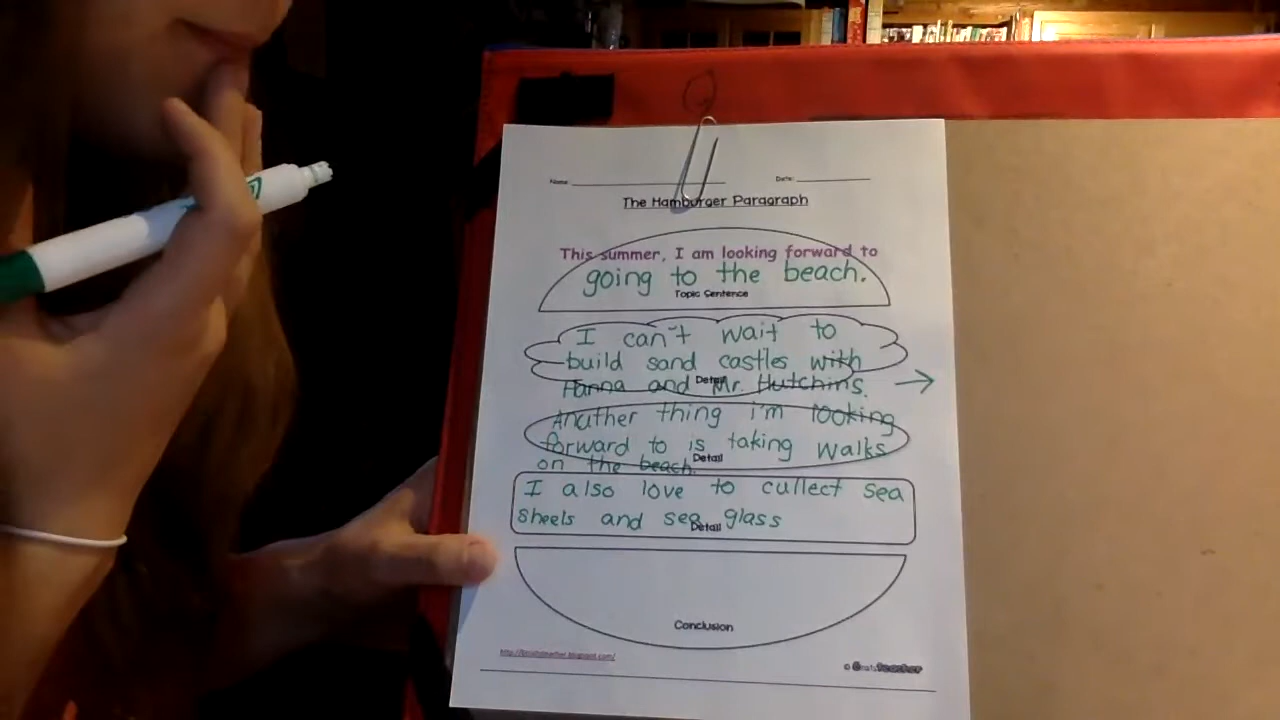 Name: Date:
The Hamburger Paragraph
This summer, I am looking forward to
going to the beach.
Topic Sentence
I can't wait to
build sand castles with
Hanna and Mr. Hutchins. →
Detail
Anuther thing i'm looking
forward to is taking walks
on the beach.
Detail
I also love to cullect sea
sheels and sea glass
Detail
Conclusion